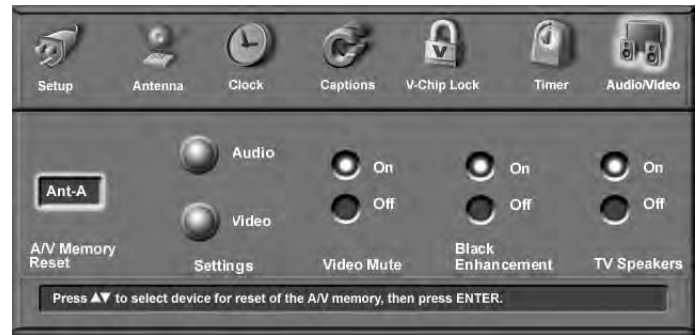 Setup Antenna Clock Captions V-Chip Lock Timer Audio/Video
V
Ant-A
A/V Memory
Reset
Audio
Video
Settings
On
Off
Video Mute
On
Off
Black
Enhancement
On
Off
TV Speakers
Press ▲▼ to select device for reset of the A/V memory, then press ENTER.